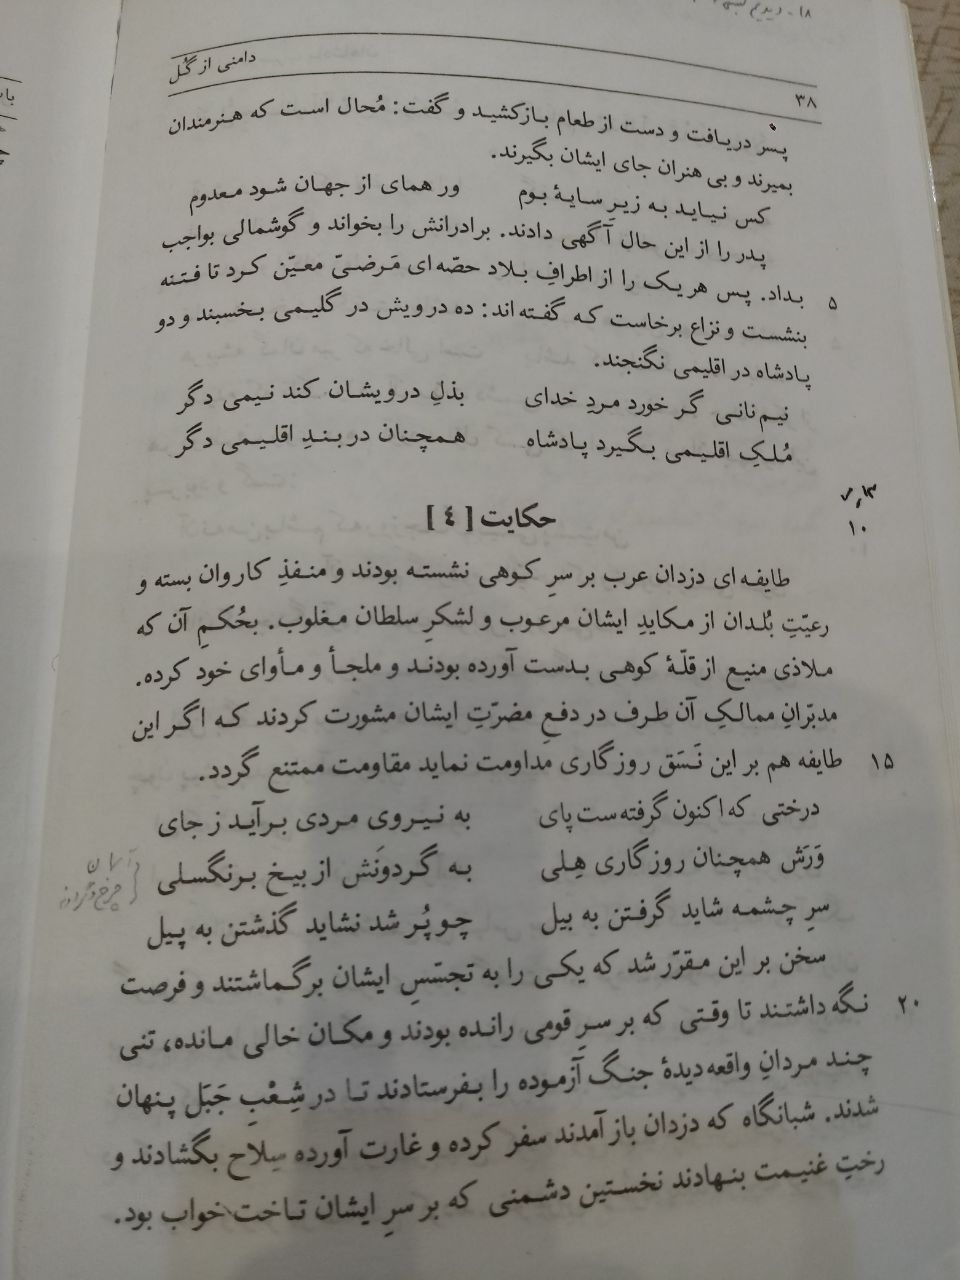 ۱۸-
دامنی از گُل
۳۸
پسر دریافت و دست از طعام بازکشید و گفت: مُحال است که هنرمندان
بمیرند و بی هنران جای ایشان بگیرند.
کس نیاید به زیرِ سایهٔ بوم ور همای از جهان شود معدوم
پدر را از این حال آگهی دادند. برادرانش را بخواند و گوشمالی بواجب
بداد. پس هر یک را از اطرافِ بلاد حصّه‌ای مَرضیّ معیّن کرد تا فتنه ۵
بنشست و نزاع برخاست که گفته‌اند: ده درویش در گلیمی بخسبند و دو
پادشاه در اقلیمی نگنجند.
نیم‌نانی گر خورد مردِ خدای بذلِ درویشان کند نیمی دگر
مُلکِ اقلیمی بگیرد پادشاه همچنان در بندِ اقلیمی دگر
حکایت [۴]
۱۰
طایفه‌ای دزدان عرب بر سرِ کوهی نشسته بودند و منفذِ کاروان بسته و
رعیّتِ بُلدان از مکایدِ ایشان مرعوب و لشکرِ سلطان مغلوب. بحُکمِ آن که
ملاذی منیع از قلّهٔ کوهی بدست آورده بودند و ملجأ و مأوای خود کرده.
مدبّرانِ ممالکِ آن طرف در دفعِ مضرّتِ ایشان مشورت کردند که اگر این
طایفه هم بر این نَسَق روزگاری مداومت نماید مقاومت ممتنع گردد. ۱۵
درختی که اکنون گرفته‌ست پای به نیروی مردی برآید ز جای
وَرَش همچنان روزگاری هِلی به گردونَش از بیخ برنگسلی
سرِ چشمه شاید گرفتن به بیل چو پُر شد نشاید گذشتن به پیل
سخن بر این مقرّر شد که یکی را به تجسّسِ ایشان برگماشتند و فرصت
نگه داشتند تا وقتی که بر سرِ قومی رانده بودند و مکان خالی مانده، تنی ۲۰
چند مردانِ واقعه دیدهٔ جنگ آزموده را بفرستادند تا در شِعْبِ جَبَل پنهان
شدند. شبانگاه که دزدان باز آمدند سفر کرده و غارت آورده سِلاح بگشادند و
رختِ غنیمت بنهادند نخستین دشمنی که بر سرِ ایشان تاخت خواب بود.